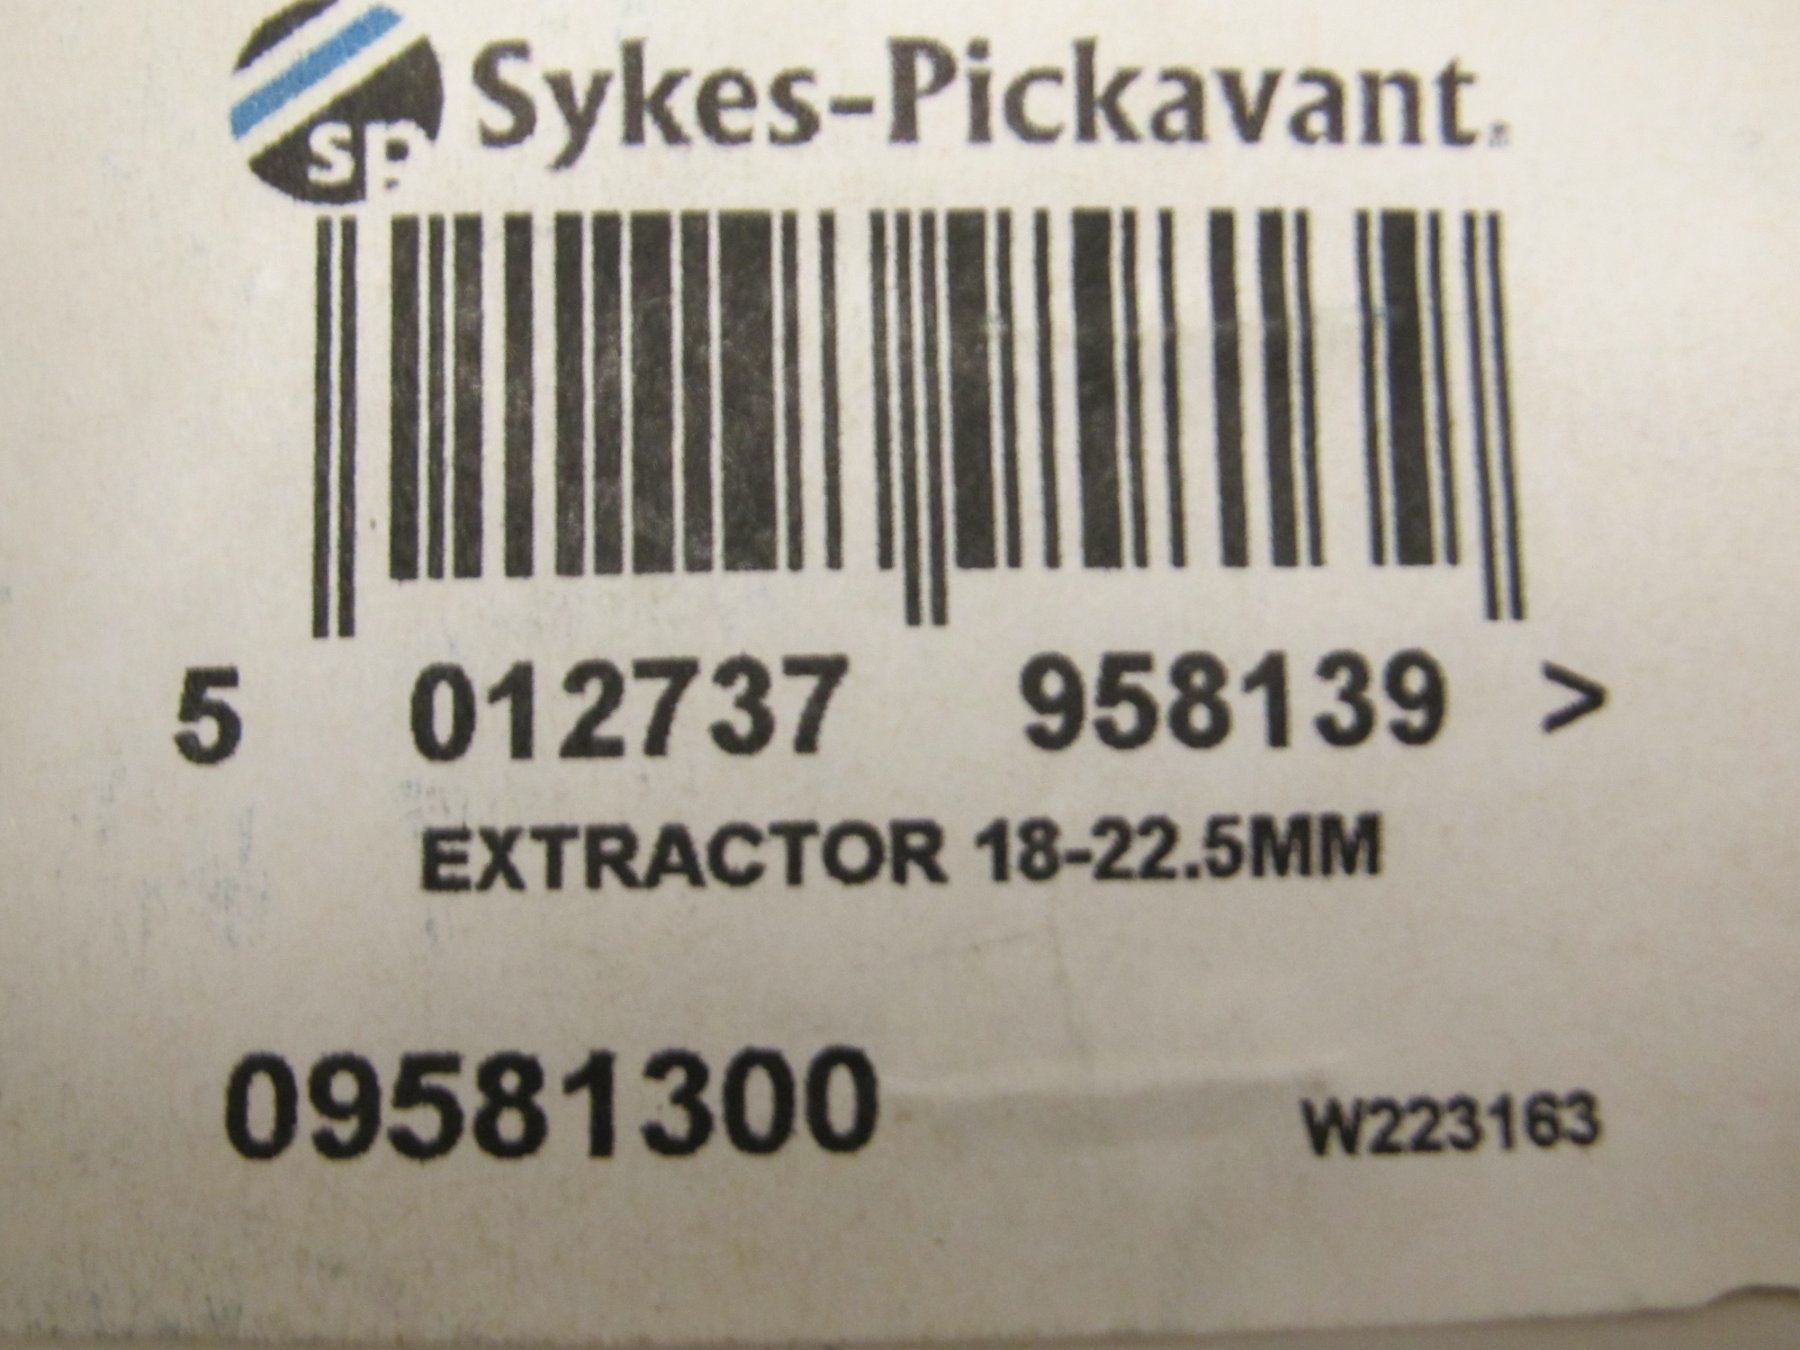 sp Sykes-Pickavant
5 012737 958139 >
EXTRACTOR 18-22.5MM
09581300 W223163